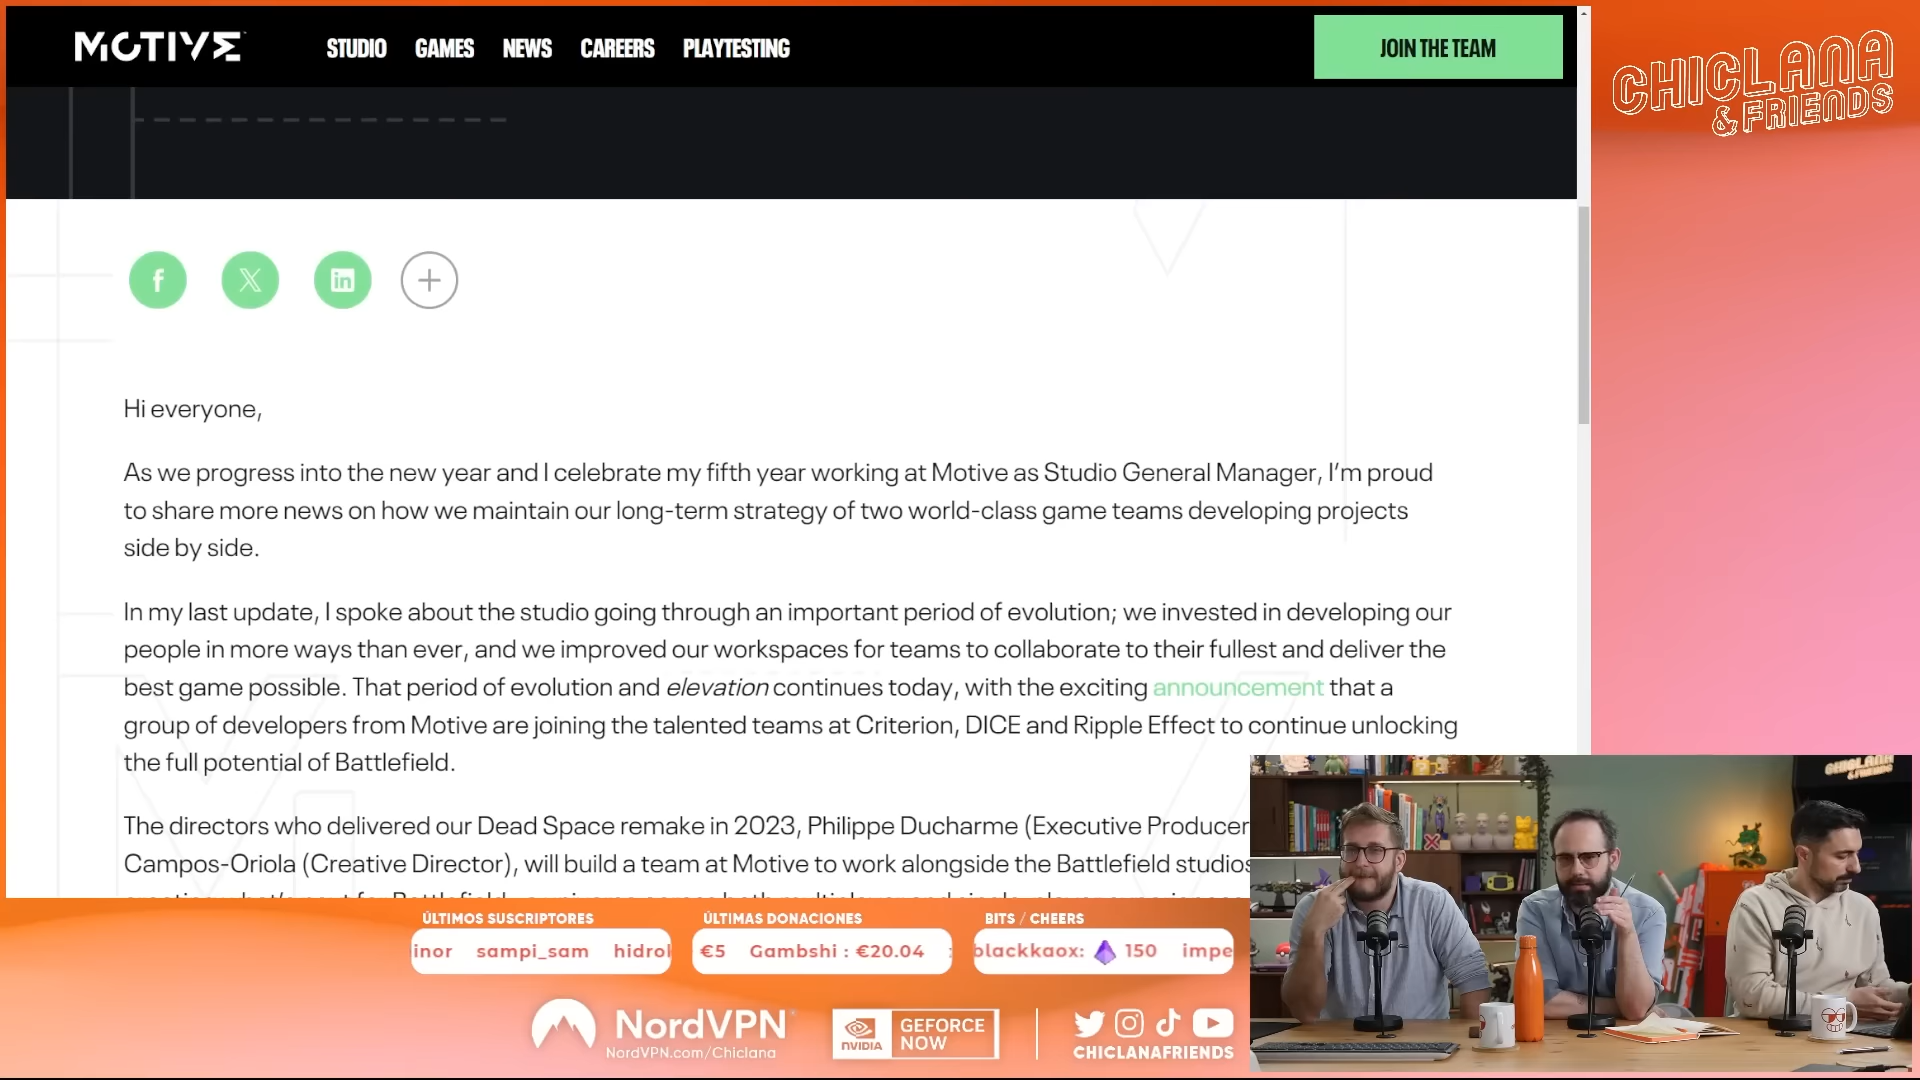 MOTIVE
STUDIO GAMES NEWS CAREERS PLAYTESTING
JOIN THE TEAM
CHICLANA
& FRIENDS
Hi everyone,
As we progress into the new year and I celebrate my fifth year working at Motive as Studio General Manager, I'm proud
to share more news on how we maintain our long-term strategy of two world-class game teams developing projects
side by side.
In my last update, I spoke about the studio going through an important period of evolution; we invested in developing our
people in more ways than ever, and we improved our workspaces for teams to collaborate to their fullest and deliver the
best game possible. That period of evolution and elevation continues today, with the exciting announcement that a
group of developers from Motive are joining the talented teams at Criterion, DICE and Ripple Effect to continue unlocking
the full potential of Battlefield.
The directors who delivered our Dead Space remake in 2023, Philippe Ducharme (Executive Producer
Campos-Oriola (Creative Director), will build a team at Motive to work alongside the Battlefield studios
ÚLTIMOS SUSCRIPTORES
inor sampi_sam hidrol
ÚLTIMAS DONACIONES
€5 Gambshi : €20.04
BITS / CHEERS
blackkaox: 150 impe
NordVPN
NordVPN.com/Chiclana
NVIDIA
GEFORCE
NOW
CHICLANAFRIENDS